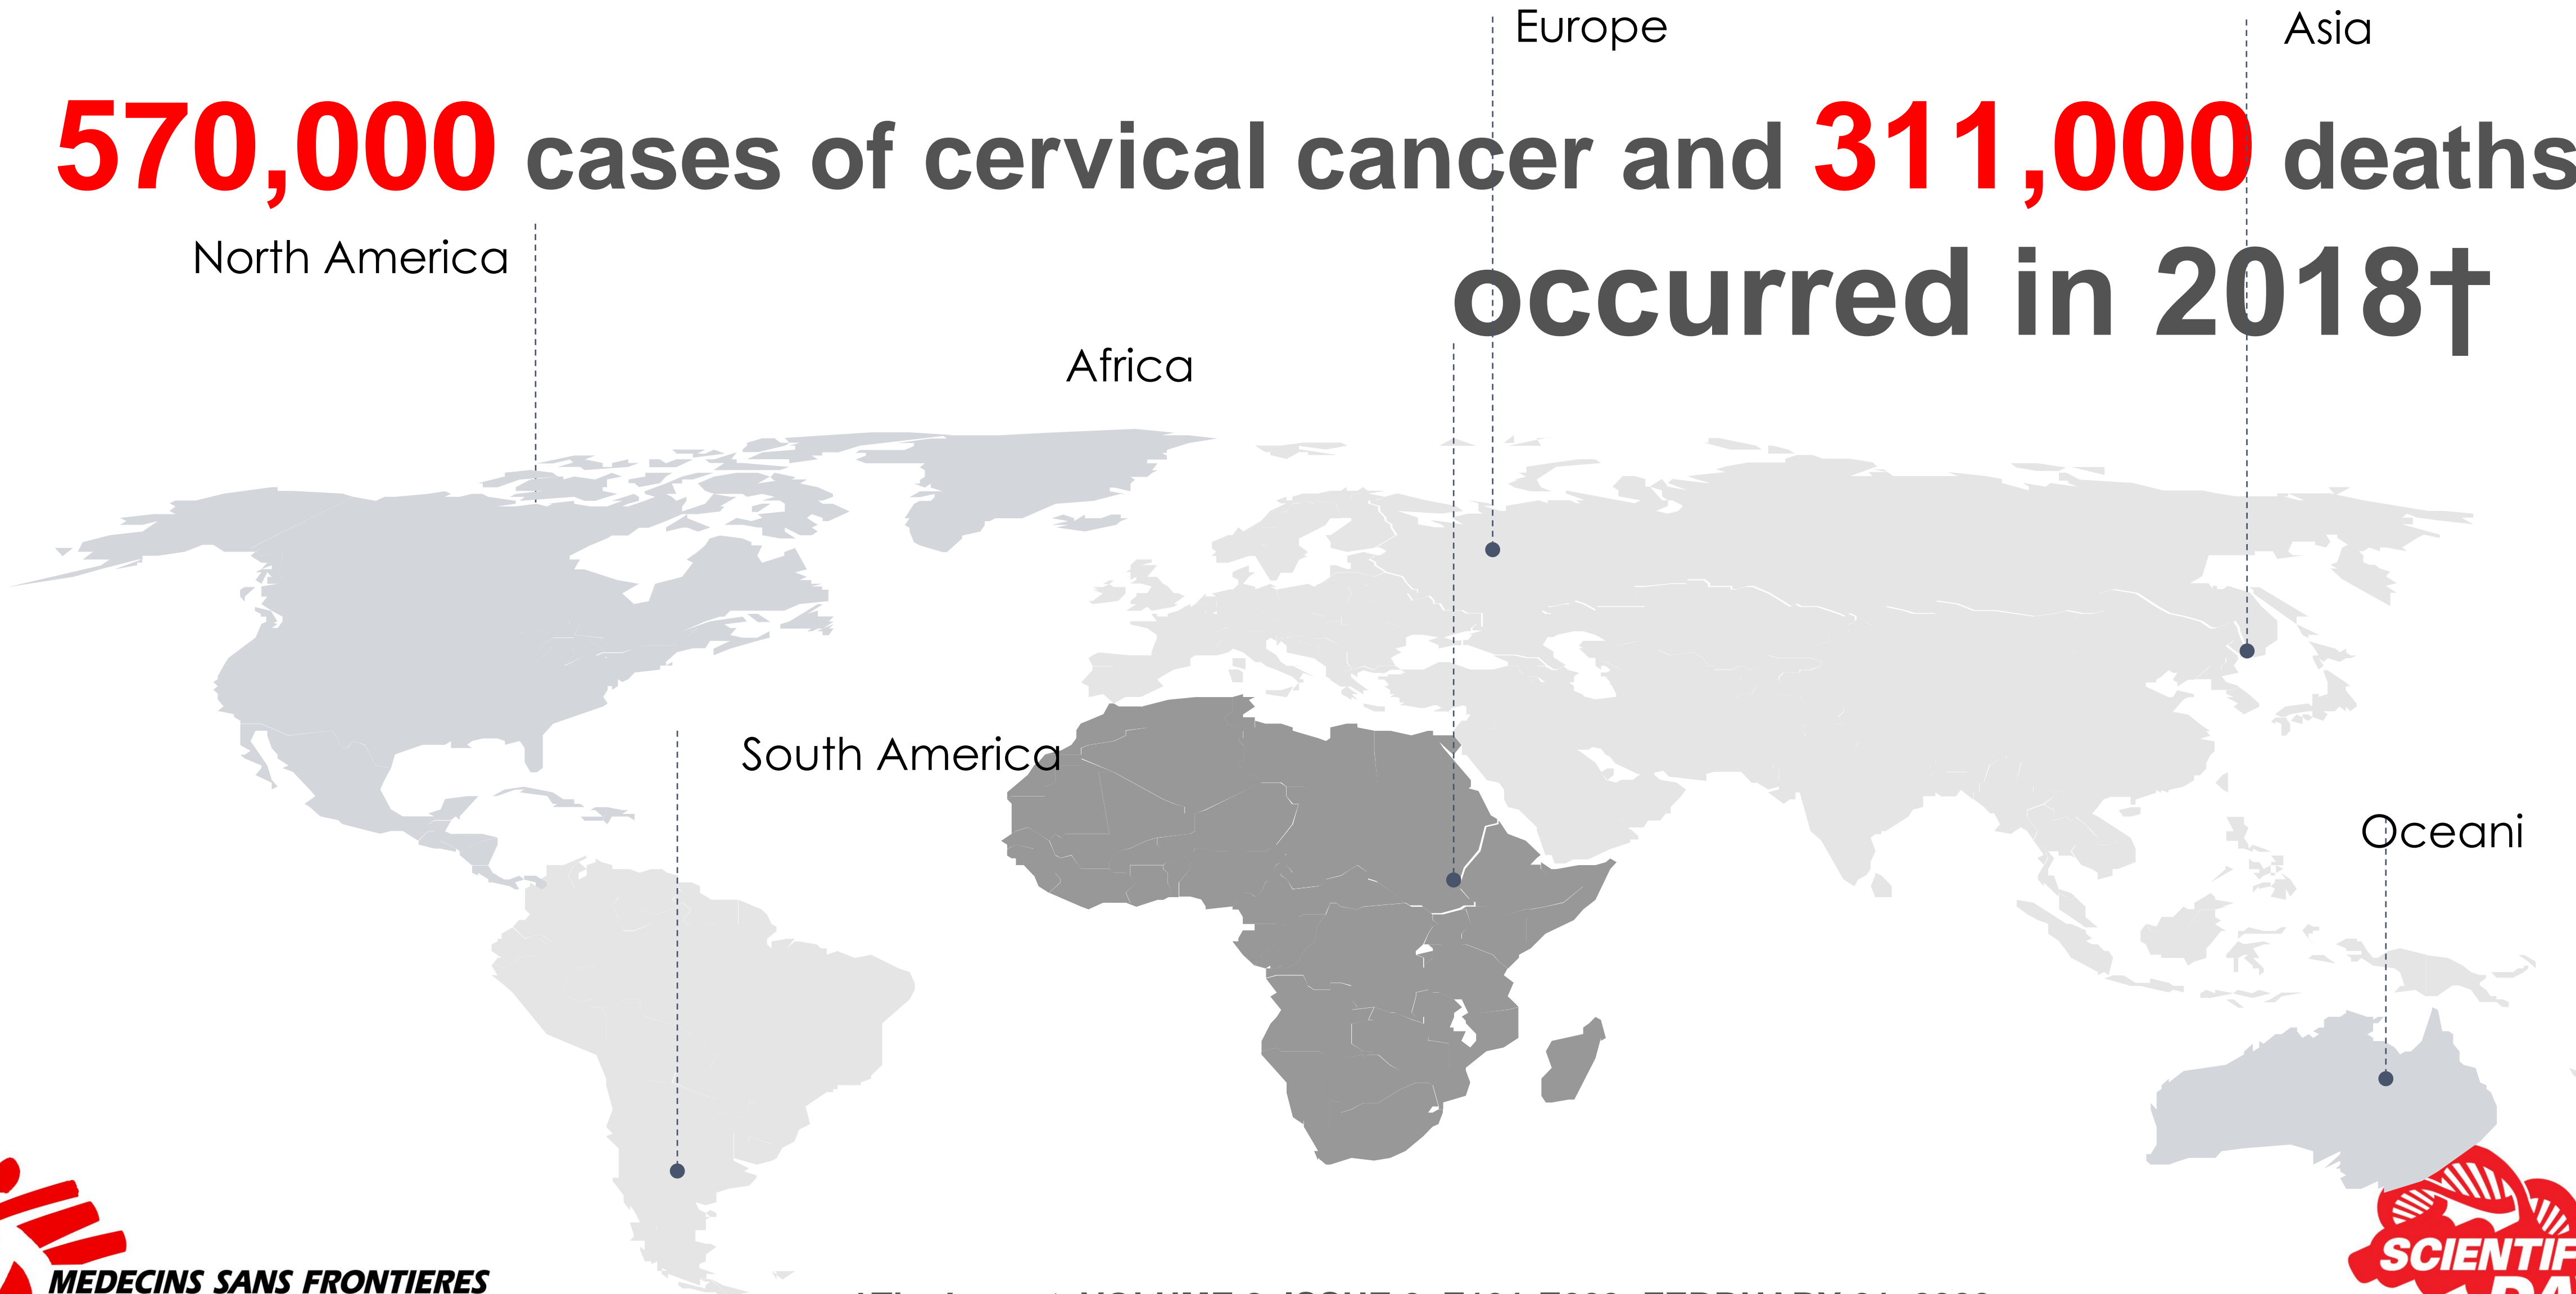 Europe
Asia
570,000 cases of cervical cancer and 311,000 deaths
occurred in 2018†
North America
Africa
South America
Oceani
MEDECINS SANS FRONTIERES
SCIENTIF